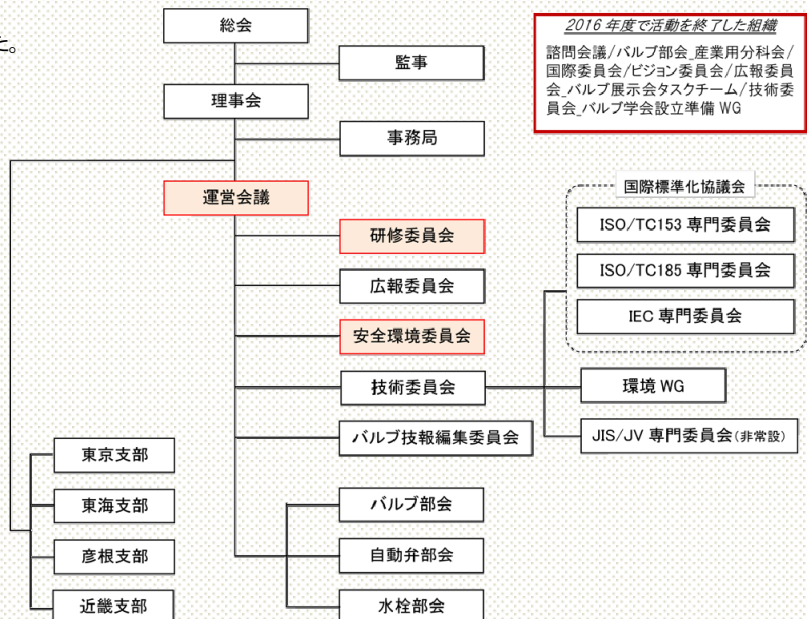 た。
総会
監事
理事会
事務局
運営会議
研修委員会
広報委員会
安全環境委員会
技術委員会
バルブ技報編集委員会
バルブ部会
自動弁部会
水栓部会
東京支部
東海支部
彦根支部
近畿支部
2016 年度で活動を終了した組織
諮問会議/バルブ部会_産業用分科会/
国際委員会/ビジョン委員会/広報委員
会_バルブ展示会タスクチーム/技術委
員会_バルブ学会設立準備 WG
国際標準化協議会
ISO/TC153 専門委員会
ISO/TC185 専門委員会
IEC 専門委員会
環境 WG
JIS/JV 専門委員会(非常設)